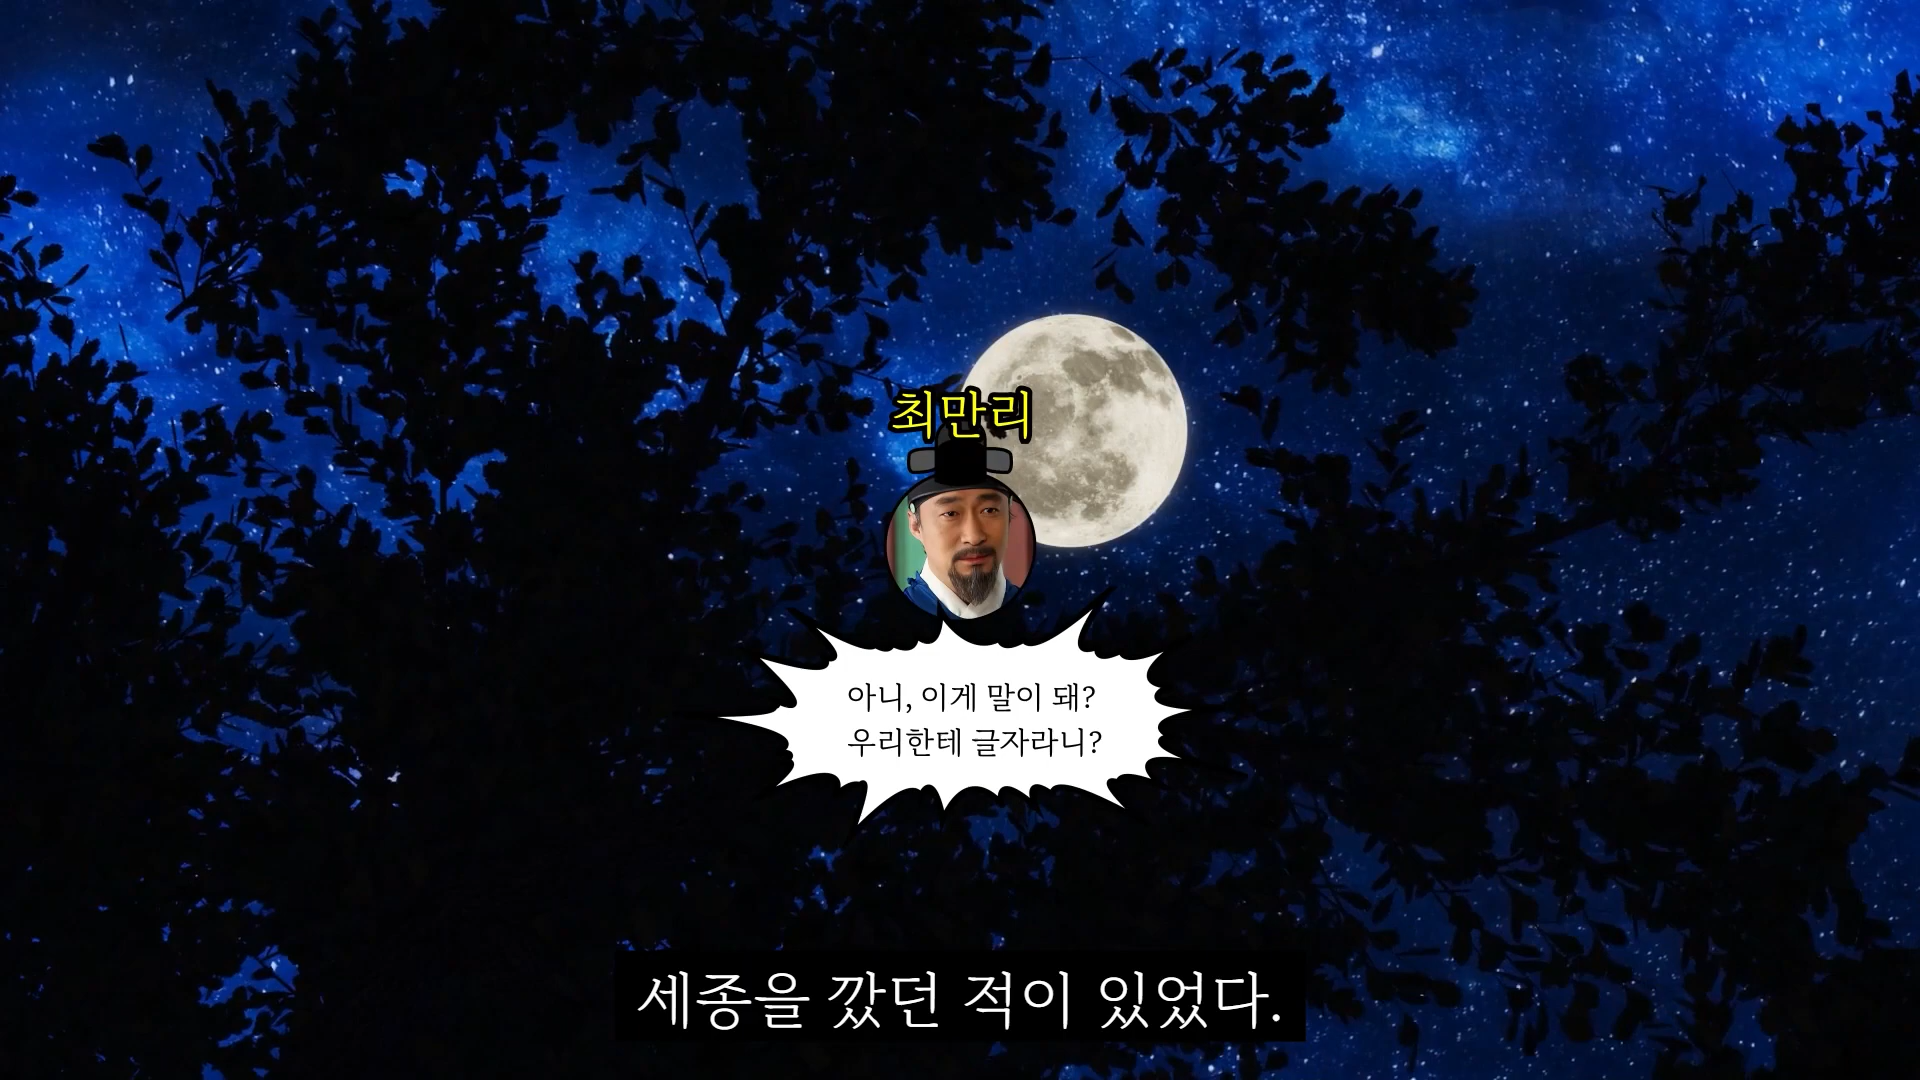 최만리
아니, 이게 말이 돼?
우리한테 글자라니?
세종을 깠던 적이 있었다.